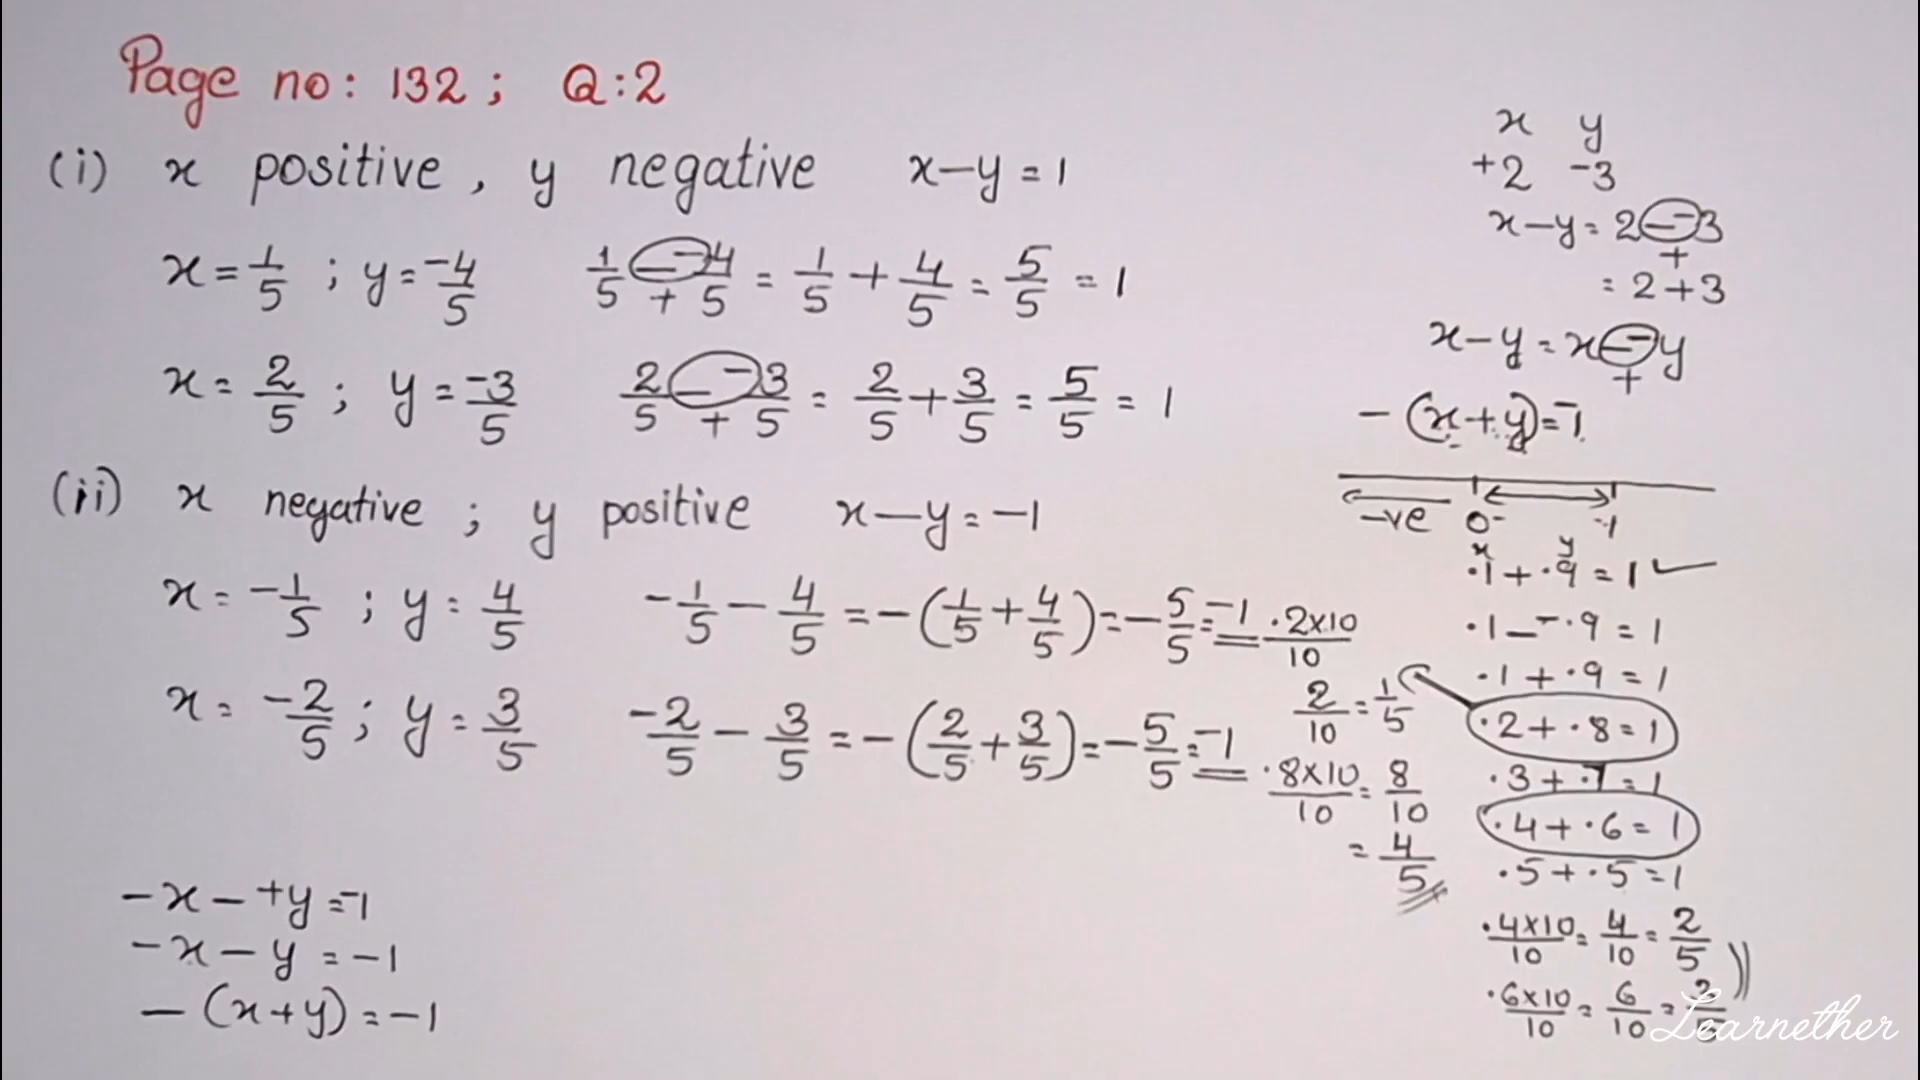 Page no: 132 ; Q:2
(i) x positive, y negative x-y=1
x=1/5 ; y=-4/5 1/5 - -4/5 = 1/5 + 4/5 = 5/5 = 1
+
x=2/5 ; y=-3/5 2/5 - -3/5 = 2/5 + 3/5 = 5/5 = 1
+
(ii) x negative ; y positive x-y=-1
x=-1/5 ; y=4/5 -1/5 - 4/5 = -(1/5 + 4/5) = -5/5 = -1
x=-2/5 ; y=3/5 -2/5 - 3/5 = -(2/5 + 3/5) = -5/5 = -1
-x - +y = -1
-x - y = -1
-(x+y) = -1
.2×10/10
2/10 = 1/5
.8×10/10 = 8/10
= 4/5
x y
+2 -3
x-y = 2 - -3
+
= 2+3
x-y = x - -y
+
-(x+y) = -1
-ve 0 -1
x y
.1 + .9 = 1
.1 - -.9 = 1
.1 + .9 = 1
.2 + .8 = 1
.3 + .7 = 1
.4 + .6 = 1
.5 + .5 = 1
.4×10/10 = 4/10 = 2/5
.6×10/10 = 6/10 = 3/5
Learnether